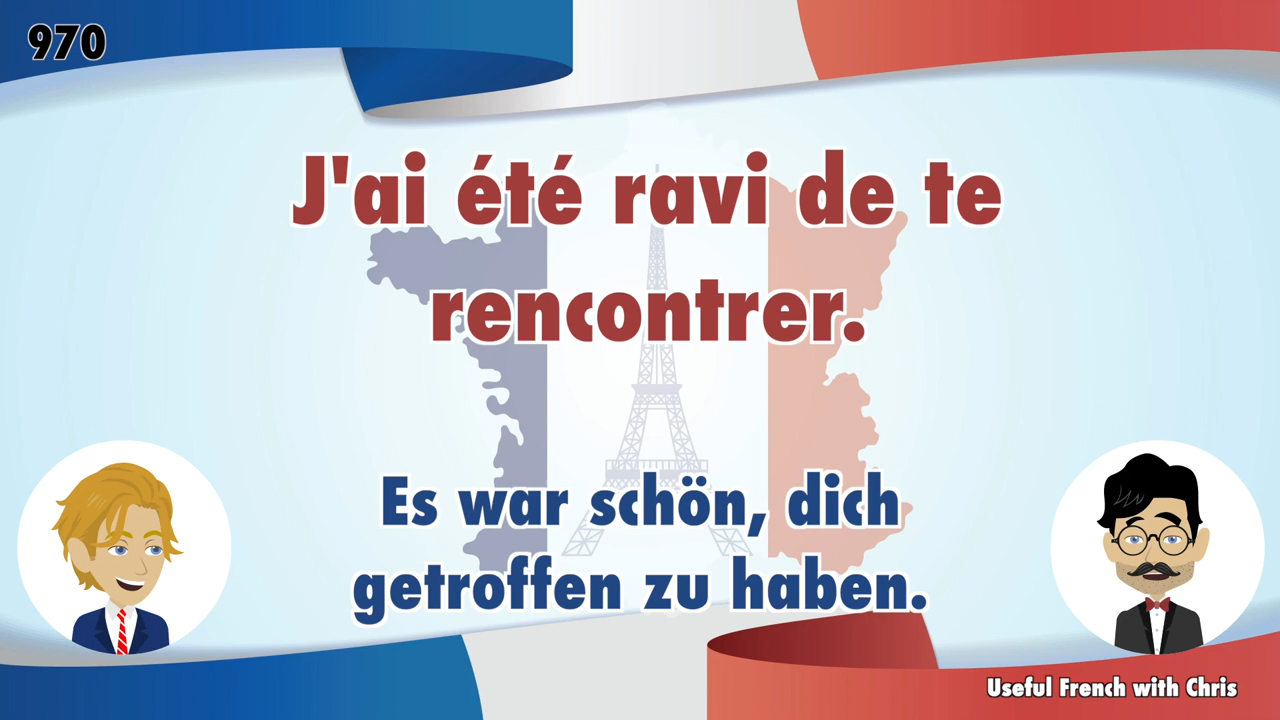 970
J'ai été ravi de te
rencontrer.
Es war schön, dich
getroffen zu haben.
Useful French with Chris